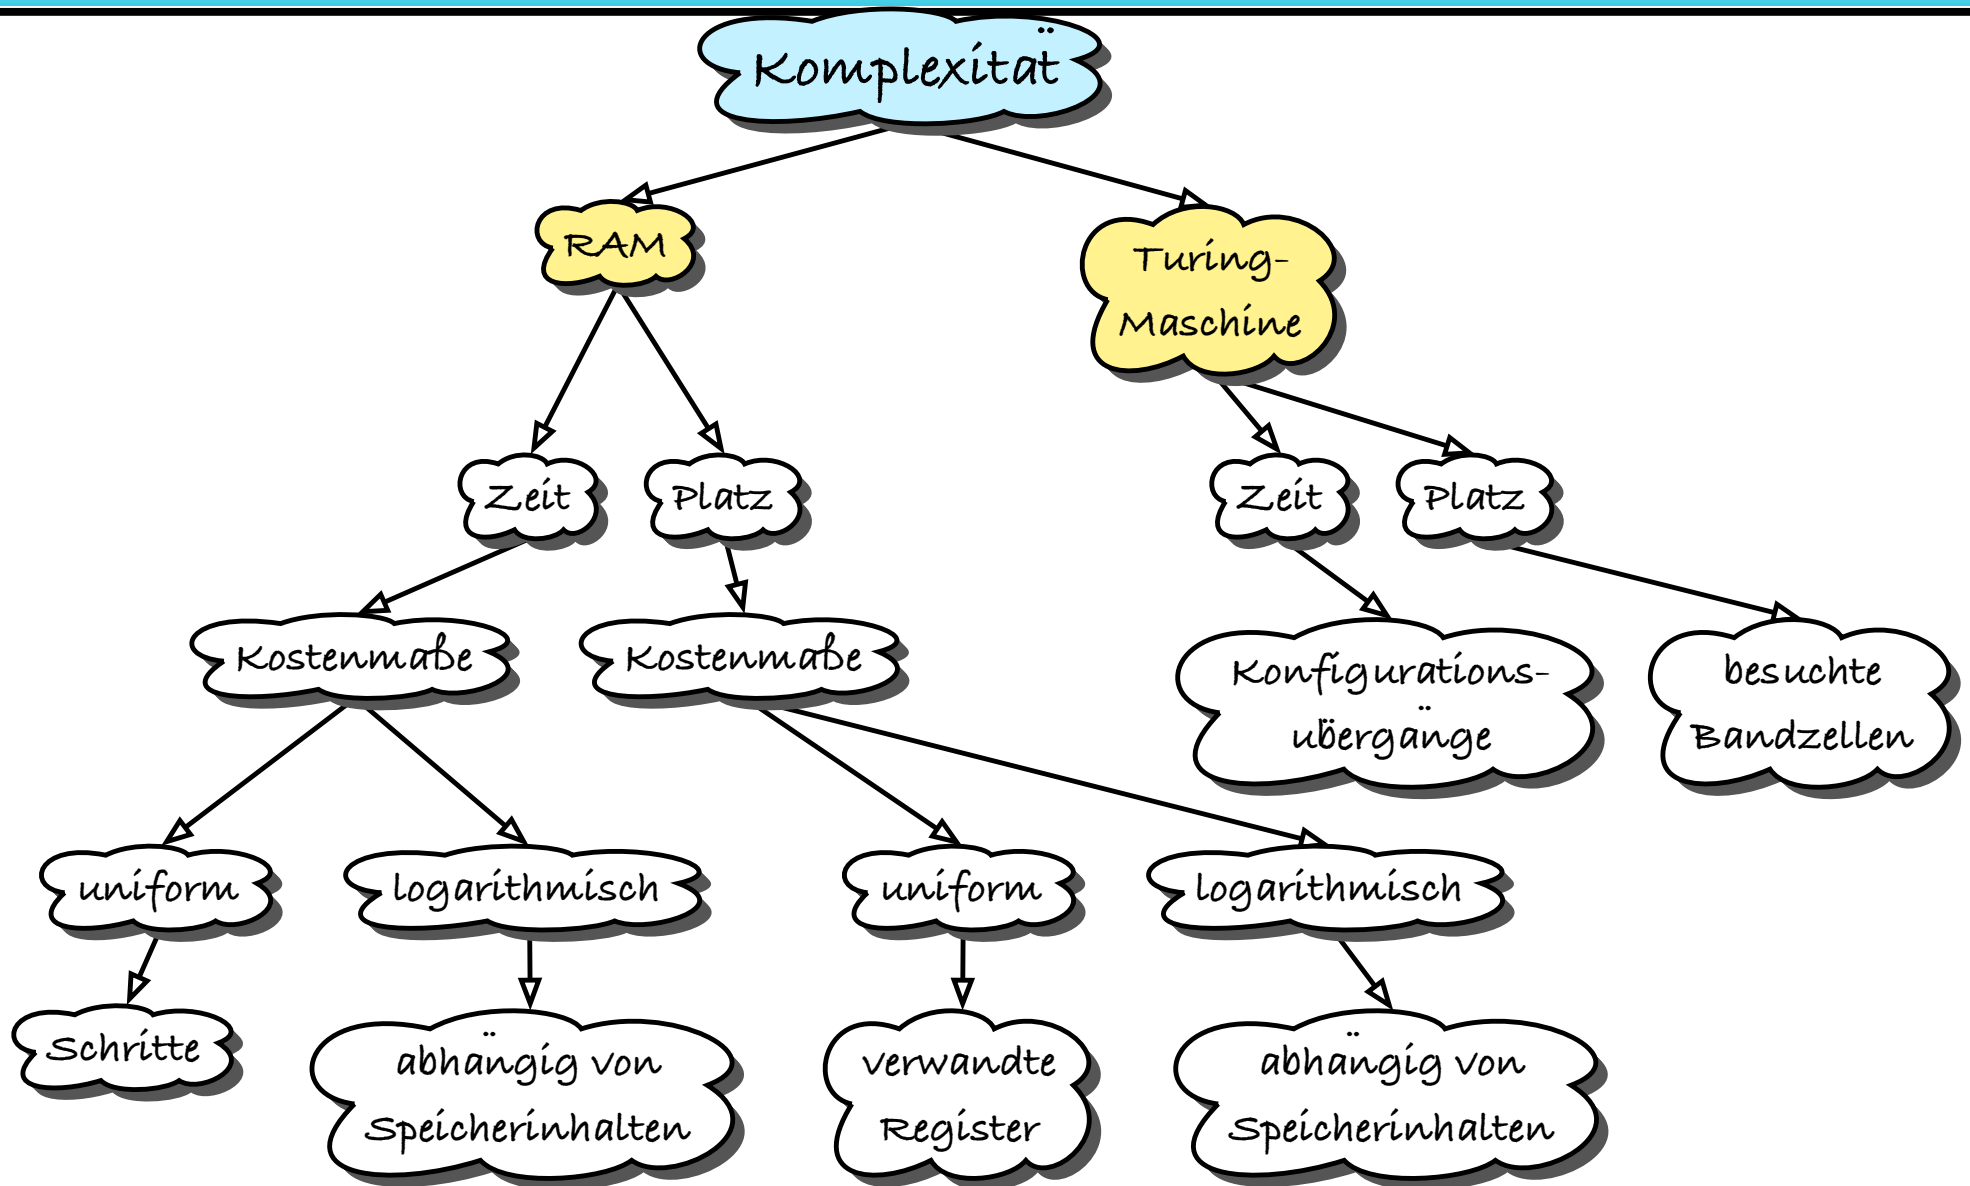 Komplexität
RAM
Turing-
Maschine
Zeit
Platz
Zeit
Platz
Kostenmaße
Kostenmaße
Konfigurations-
übergänge
besuchte
Bandzellen
uniform
logarithmisch
uniform
logarithmisch
Schritte
abhängig von
Speicherinhalten
verwandte
Register
abhängig von
Speicherinhalten